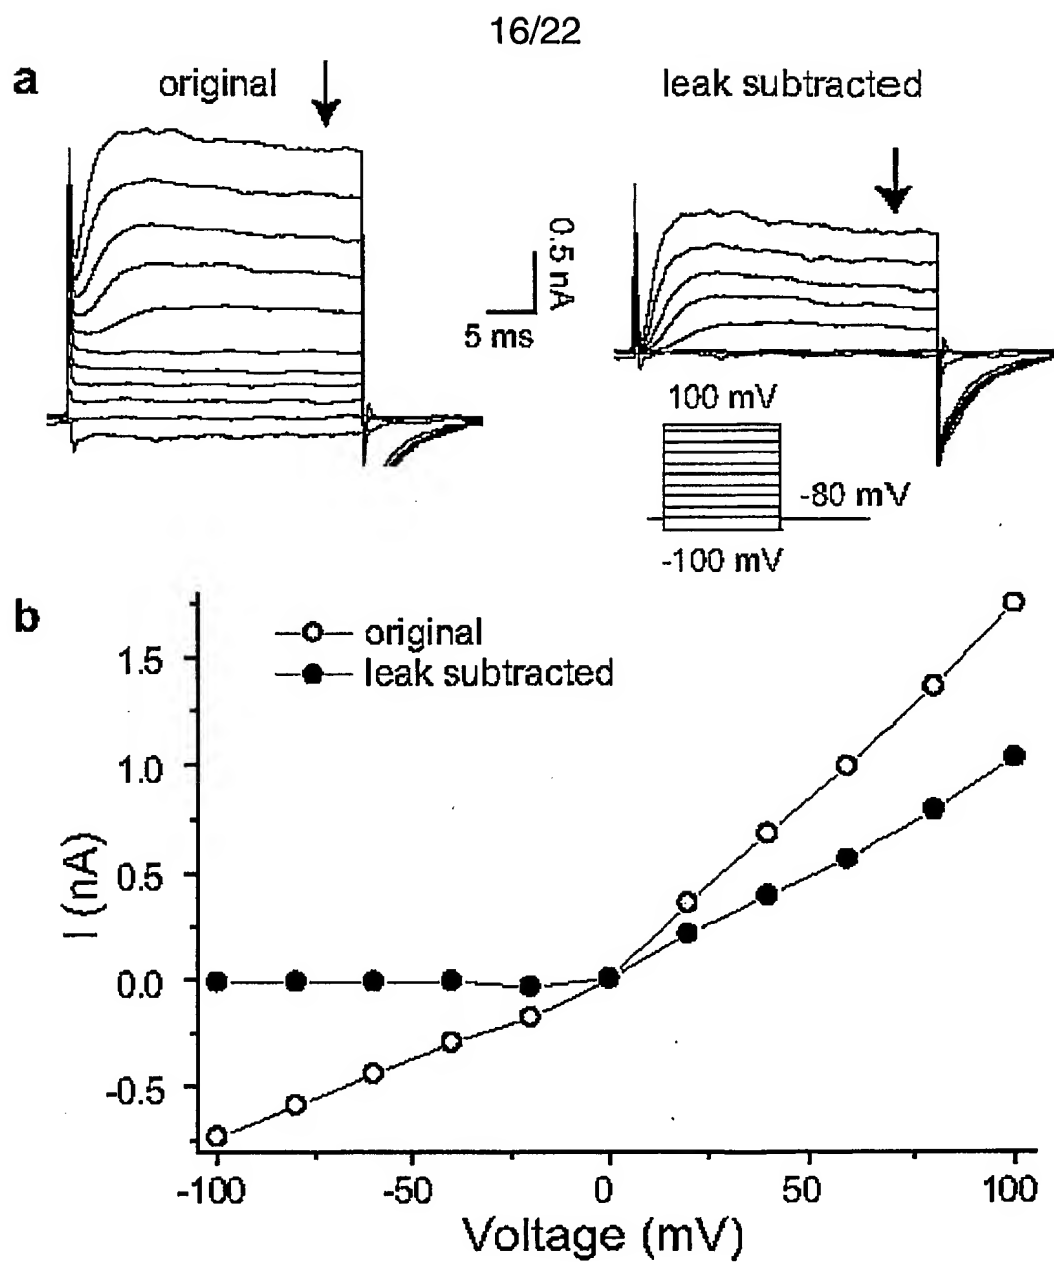 16/22
a
original
leak subtracted
0.5 nA
5 ms
100 mV
-80 mV
-100 mV
b
original
leak subtracted
1.5
1.0
0.5
0.0
-0.5
I (nA)
-100
-50
0
50
100
Voltage (mV)